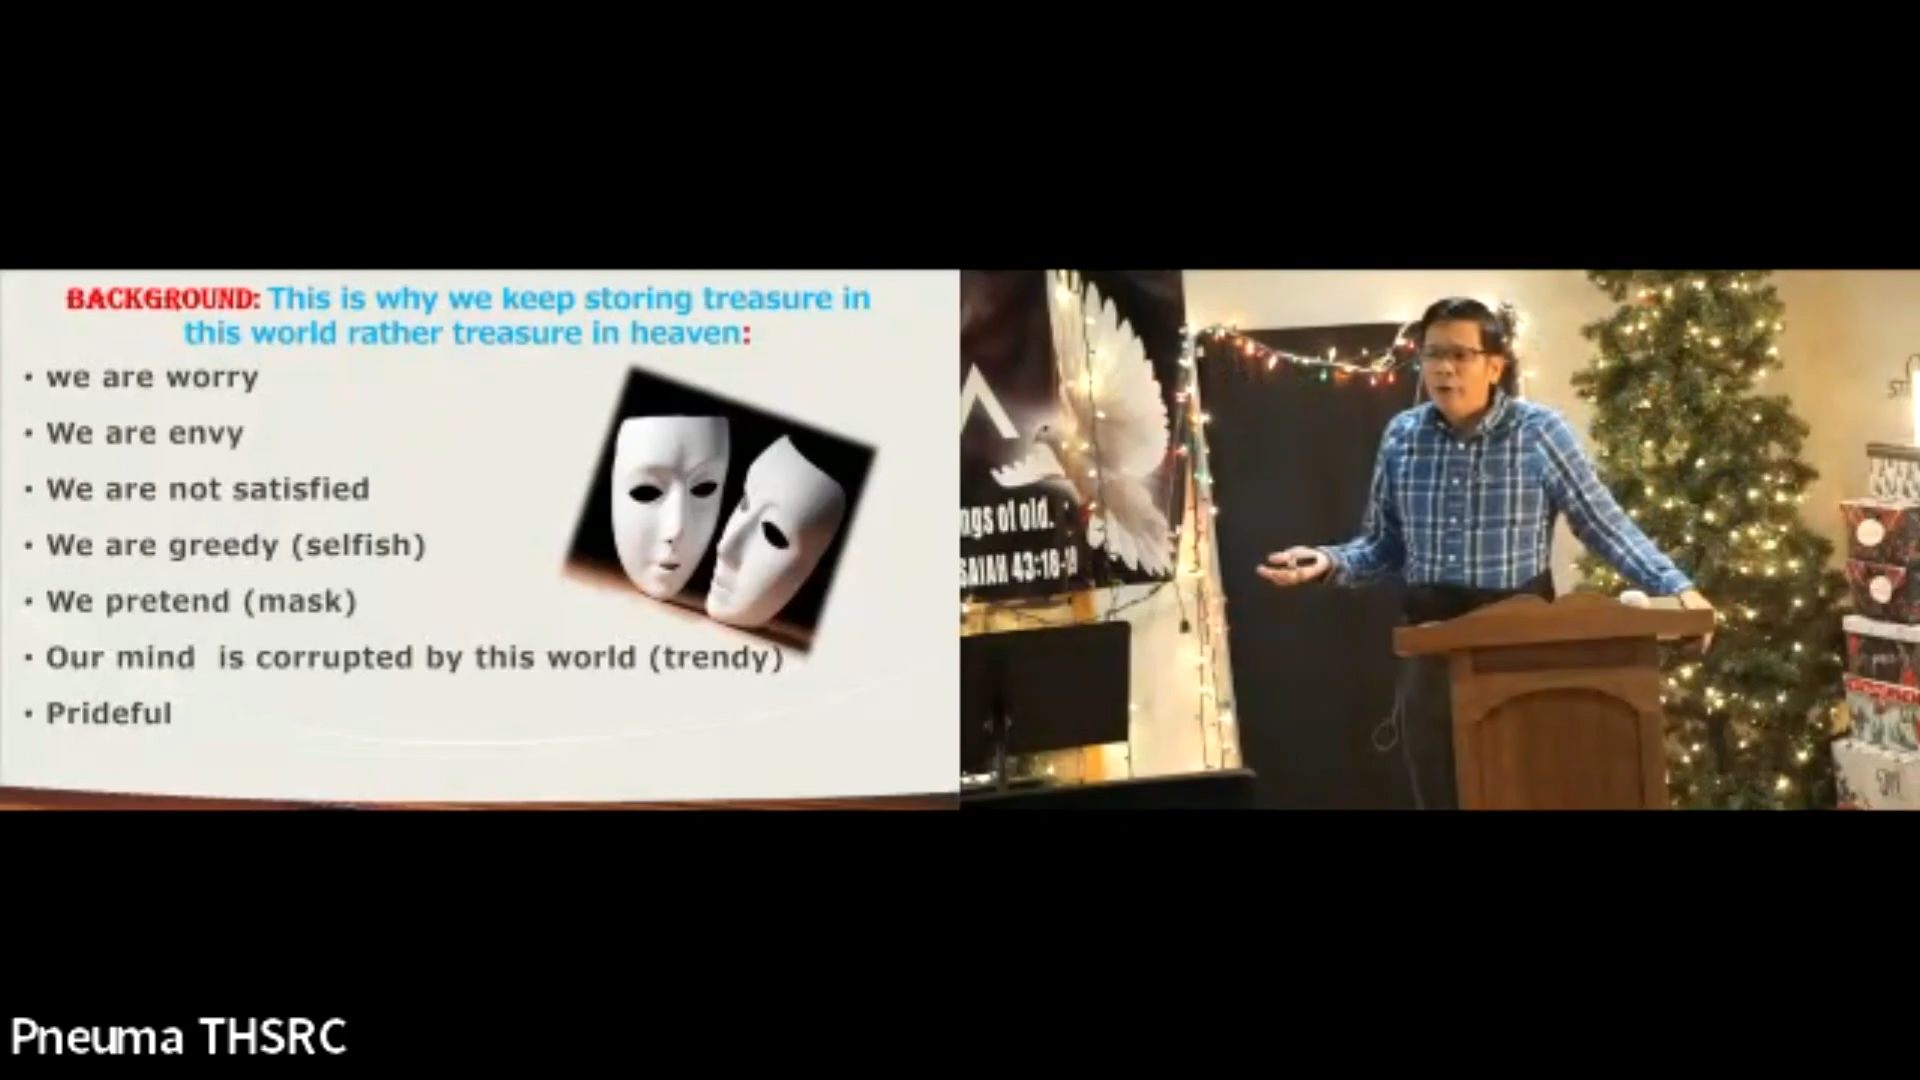 BACKGROUND: This is why we keep storing treasure in
this world rather treasure in heaven:
• we are worry
• We are envy
• We are not satisfied
• We are greedy (selfish)
• We pretend (mask)
• Our mind is corrupted by this world (trendy)
• Prideful
ngs of old.
SAIAH 43:18-19
Pneuma THSRC